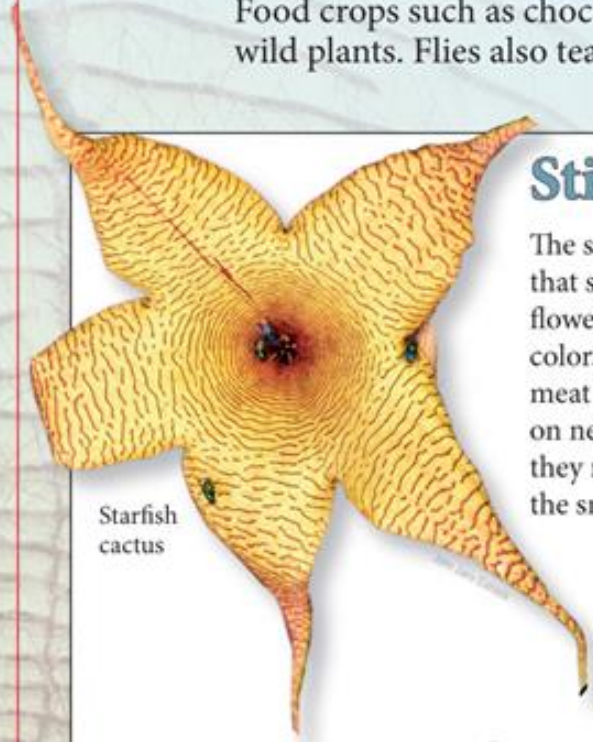 Food crops such as choc
wild plants. Flies also tea
Sti
The s
that s
flowe
color
meat
on ne
they
the s
Starfish
cactus